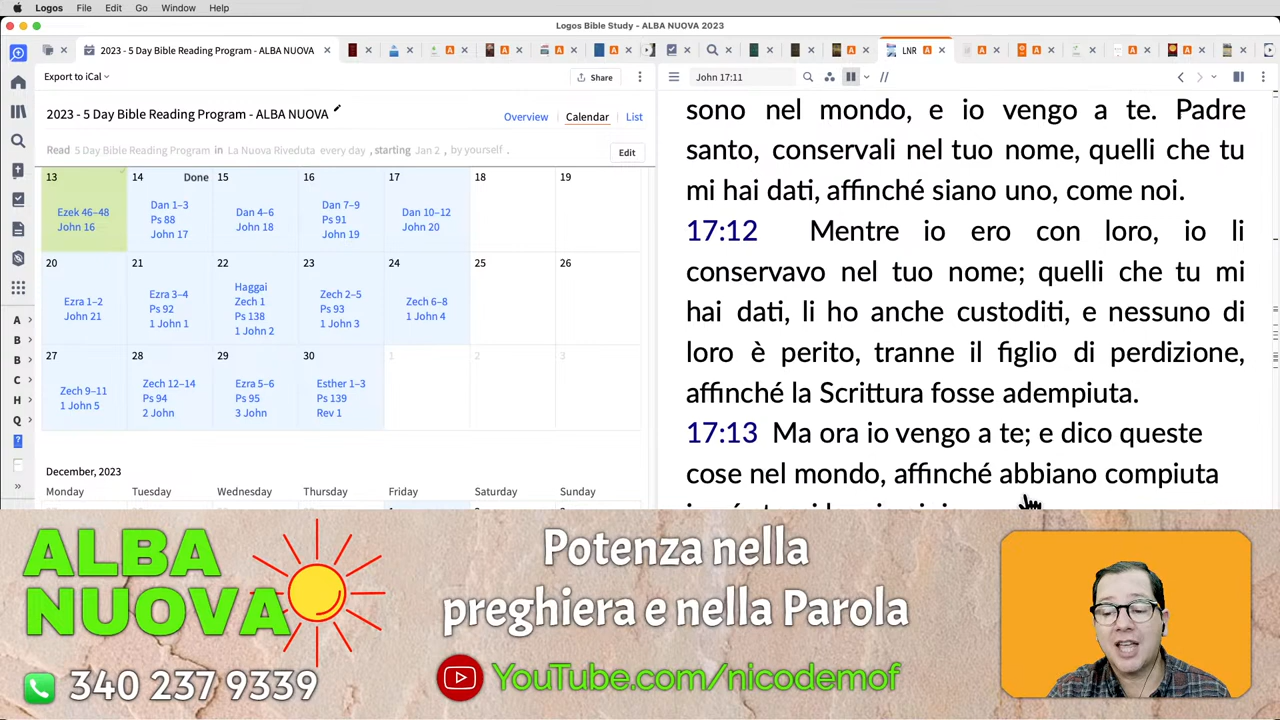 Logos File Edit Go Window Help
Logos Bible Study - ALBA NUOVA 2023
2023 - 5 Day Bible Reading Program - ALBA NUOVA
LNR
Export to iCal
Share
John 17:11
2023 - 5 Day Bible Reading Program - ALBA NUOVA
Overview Calendar List
Read 5 Day Bible Reading Program in La Nuova Riveduta every day , starting Jan 2 , by yourself .
Edit
13 14 Done 15 16 17 18 19
Ezek 46–48
John 16
Dan 1–3
Ps 88
John 17
Dan 4–6
John 18
Dan 7–9
Ps 91
John 19
Dan 10–12
John 20
20 21 22 23 24 25 26
Ezra 1–2
John 21
Ezra 3–4
Ps 92
1 John 1
Haggai
Zech 1
Ps 138
1 John 2
Zech 2–5
Ps 93
1 John 3
Zech 6–8
1 John 4
27 28 29 30 1 2 3
Zech 9–11
1 John 5
Zech 12–14
Ps 94
2 John
Ezra 5–6
Ps 95
3 John
Esther 1–3
Ps 139
Rev 1
December, 2023
Monday Tuesday Wednesday Thursday Friday Saturday Sunday
A
B
B
C
H
Q
sono nel mondo, e io vengo a te. Padre
santo, conservali nel tuo nome, quelli che tu
mi hai dati, affinché siano uno, come noi.
17:12 Mentre io ero con loro, io li
conservavo nel tuo nome; quelli che tu mi
hai dati, li ho anche custoditi, e nessuno di
loro è perito, tranne il figlio di perdizione,
affinché la Scrittura fosse adempiuta.
17:13 Ma ora io vengo a te; e dico queste
cose nel mondo, affinché abbiano compiuta
ALBA
NUOVA
340 237 9339
Potenza nella
preghiera e nella Parola
YouTube.com/nicodemof